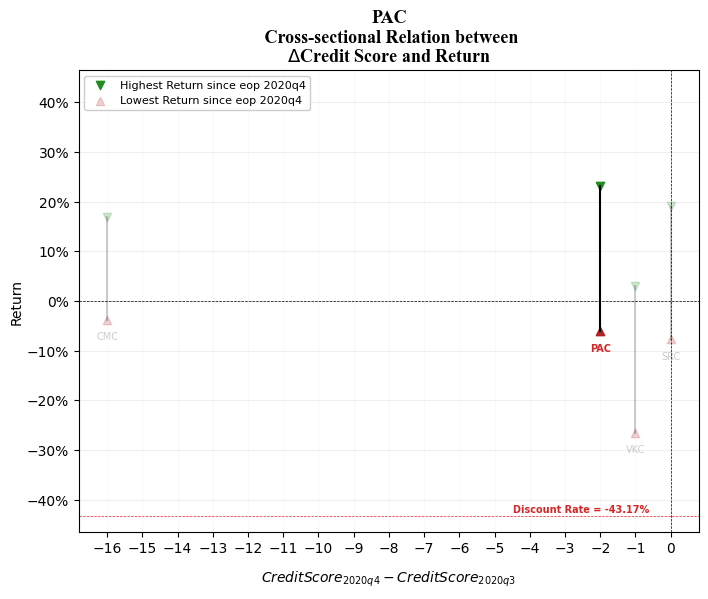 PAC
Cross-sectional Relation between
ΔCredit Score and Return
Highest Return since eop 2020q4
Lowest Return since eop 2020q4
Return
40%
30%
20%
10%
0%
−10%
−20%
−30%
−40%
CMC
PAC
VKC
Discount Rate = -43.17%
−16 −15 −14 −13 −12 −11 −10 −9 −8 −7 −6 −5 −4 −3 −2 −1 0
CreditScore2020q4 − CreditScore2020q3